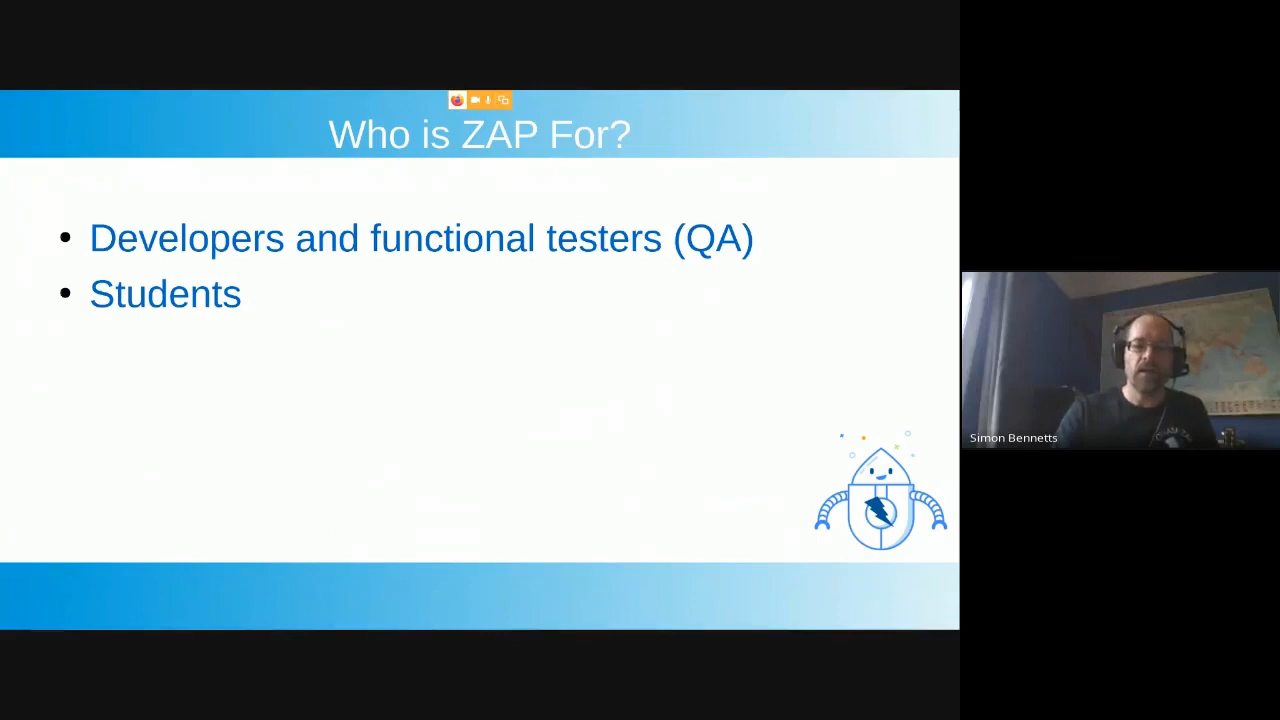 Who is ZAP For?
• Developers and functional testers (QA)
• Students
Simon Bennetts